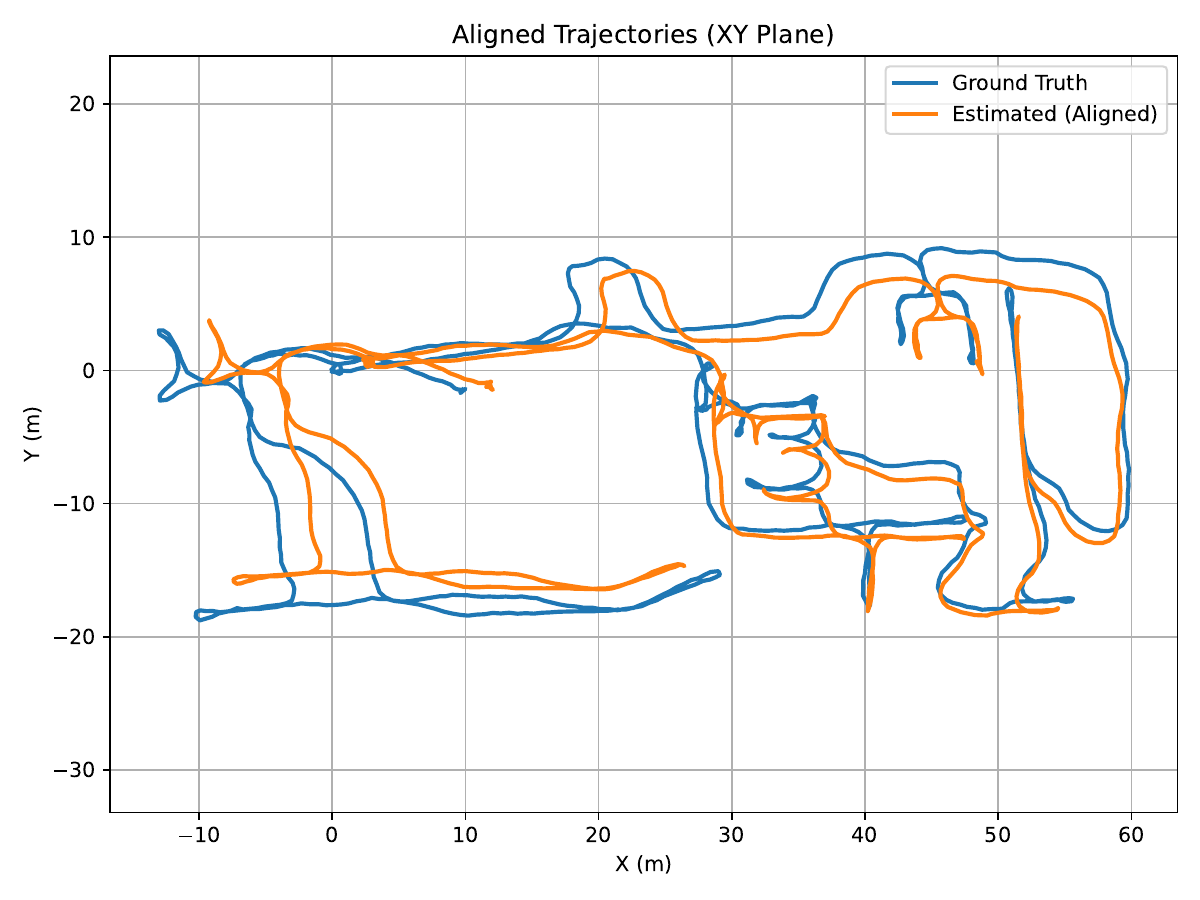 Aligned Trajectories (XY Plane)
Ground Truth
Estimated (Aligned)
20
10
0
−10
−20
−30
Y (m)
−10 0 10 20 30 40 50 60
X (m)